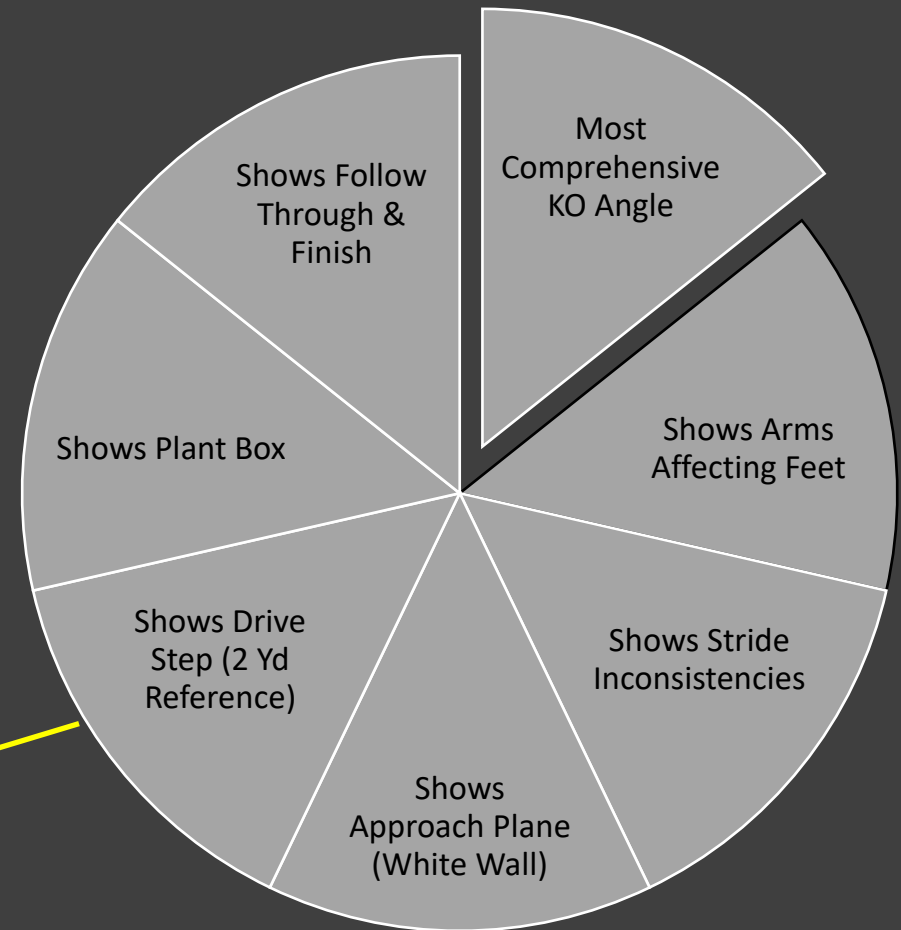 Most
Comprehensive
KO Angle
Shows Arms
Affecting Feet
Shows Stride
Inconsistencies
Shows
Approach Plane
(White Wall)
Shows Drive
Step (2 Yd
Reference)
Shows Plant Box
Shows Follow
Through &
Finish